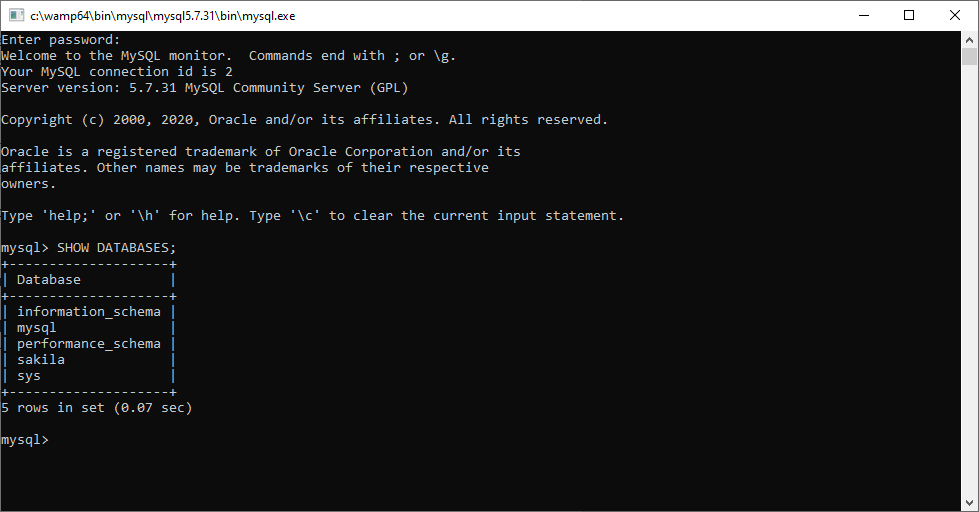 c:\wamp64\bin\mysql\mysql5.7.31\bin\mysql.exe
Enter password:
Welcome to the MySQL monitor.  Commands end with ; or \g.
Your MySQL connection id is 2
Server version: 5.7.31 MySQL Community Server (GPL)

Copyright (c) 2000, 2020, Oracle and/or its affiliates. All rights reserved.

Oracle is a registered trademark of Oracle Corporation and/or its
affiliates. Other names may be trademarks of their respective
owners.

Type 'help;' or '\h' for help. Type '\c' to clear the current input statement.

mysql> SHOW DATABASES;
+--------------------+
| Database           |
+--------------------+
| information_schema |
| mysql              |
| performance_schema |
| sakila             |
| sys                |
+--------------------+
5 rows in set (0.07 sec)

mysql>